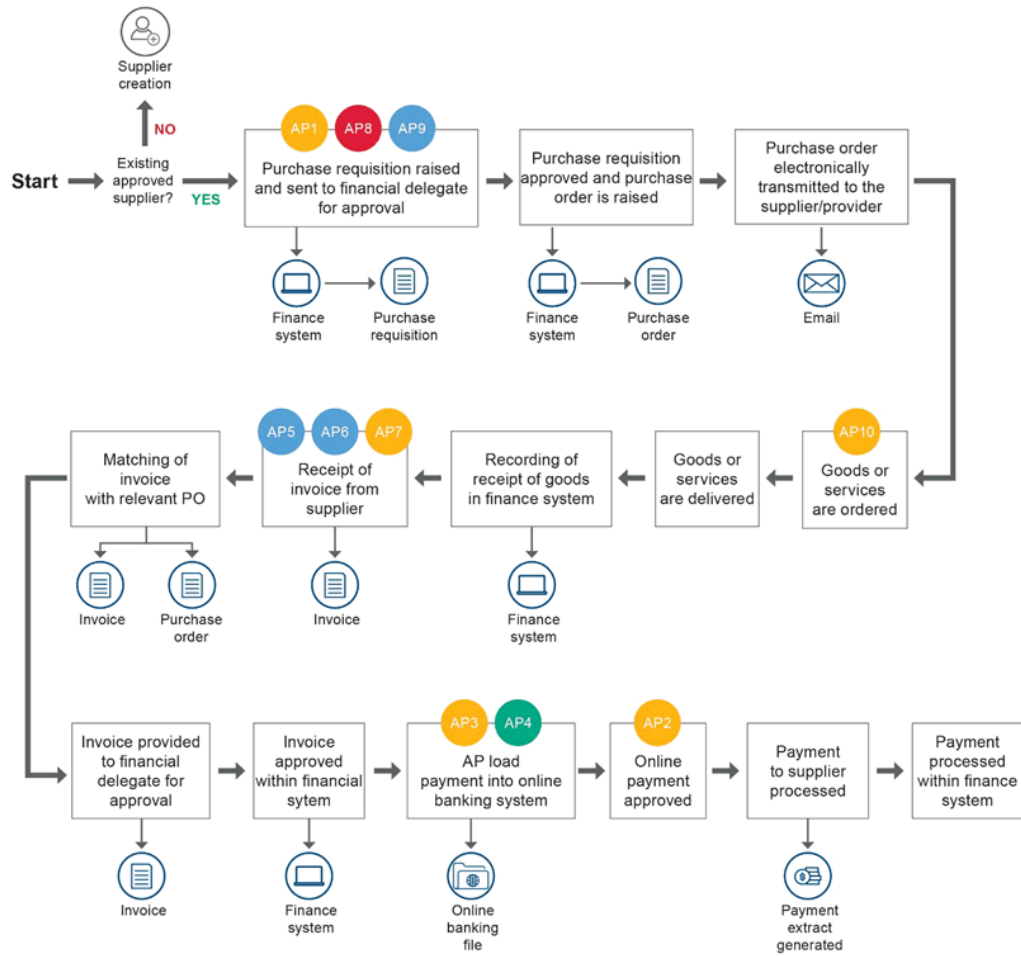 Supplier
creation
NO
Start
Existing
approved
supplier?
YES
AP1
AP8
AP9
Purchase requisition raised
and sent to financial delegate
for approval
Purchase requisition
approved and purchase
order is raised
Purchase order
electronically
transmitted to the
supplier/provider
Finance
system
Purchase
requisition
Finance
system
Purchase
order
Email
Matching of
invoice
with relevant PO
AP5
AP6
AP7
Receipt of
invoice from
supplier
Recording of
receipt of goods
in finance system
Goods or
services
are delivered
AP10
Goods or
services
are ordered
Invoice
Purchase
order
Invoice
Finance
system
Invoice provided
to financial
delegate for
approval
Invoice
approved
within financial
sytem
AP3
AP4
AP load
payment into online
banking system
AP2
Online
payment
approved
Payment
to supplier
processed
Payment
processed within
finance system
Invoice
Finance
system
Online
banking
file
$
Payment
extract
generated